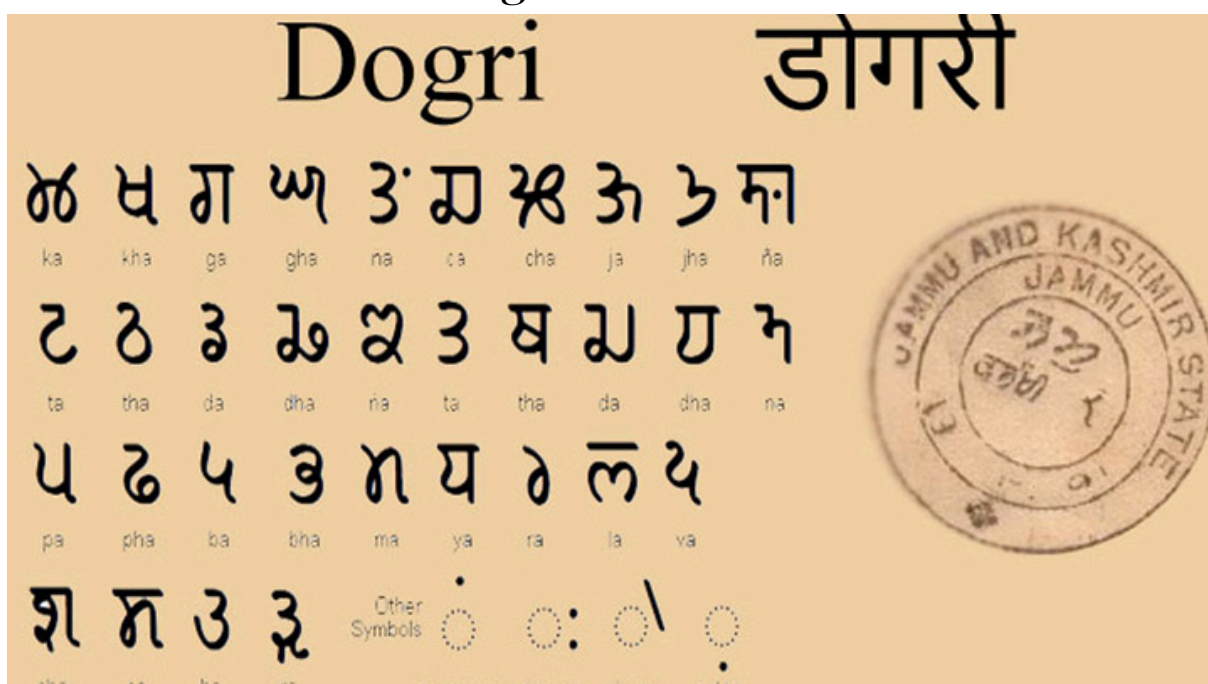 Dogri डोगरी
𑠊 𑠋 𑠌 𑠍 𑠎 𑠏 𑠐 𑠑 𑠒 𑠓
ka kha ga gha na ca cha ja jha ña
𑠔 𑠕 𑠖 𑠗 𑠘 𑠙 𑠚 𑠛 𑠜 𑠝
ta tha da dha ña ta tha da dha na
𑠞 𑠟 𑠠 𑠡 𑠢 𑠣 𑠤 𑠥 𑠦
pa pha ba bha ma ya ra la va
𑠧 𑠩 𑠪 𑠫
Other
Symbols
JAMMU AND KASHMIR STATE
JAMMU